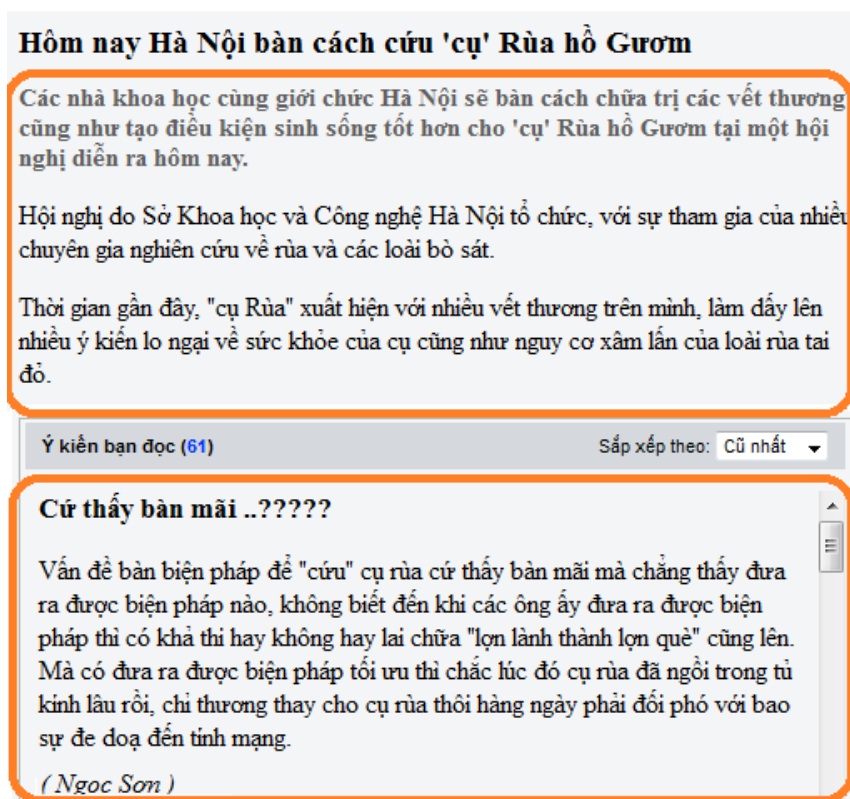 Hôm nay Hà Nội bàn cách cứu 'cụ' Rùa hồ Gươm
Các nhà khoa học cùng giới chức Hà Nội sẽ bàn cách chữa trị các vết thương
cũng như tạo điều kiện sinh sống tốt hơn cho 'cụ' Rùa hồ Gươm tại một hội
nghị diễn ra hôm nay.
Hội nghị do Sở Khoa học và Công nghệ Hà Nội tổ chức, với sự tham gia của nhiều
chuyên gia nghiên cứu về rùa và các loài bò sát.
Thời gian gần đây, "cụ Rùa" xuất hiện với nhiều vết thương trên mình, làm dấy lên
nhiều ý kiến lo ngại về sức khỏe của cụ cũng như nguy cơ xâm lấn của loài rùa tai
đỏ.
Ý kiến bạn đọc (61)
Sắp xếp theo: Cũ nhất
Cứ thấy bàn mãi ..?????
Vấn đề bàn biện pháp để "cứu" cụ rùa cứ thấy bàn mãi mà chẳng thấy đưa
ra được biện pháp nào, không biết đến khi các ông ấy đưa ra được biện
pháp thì có khả thi hay không hay lai chữa "lợn lành thành lợn què" cũng lên.
Mà có đưa ra được biện pháp tối ưu thì chắc lúc đó cụ rùa đã ngồi trong tủ
kính lâu rồi, chỉ thương thay cho cụ rùa thôi hàng ngày phải đối phó với bao
sự đe doạ đến tính mạng.
( Ngoc Sơn )